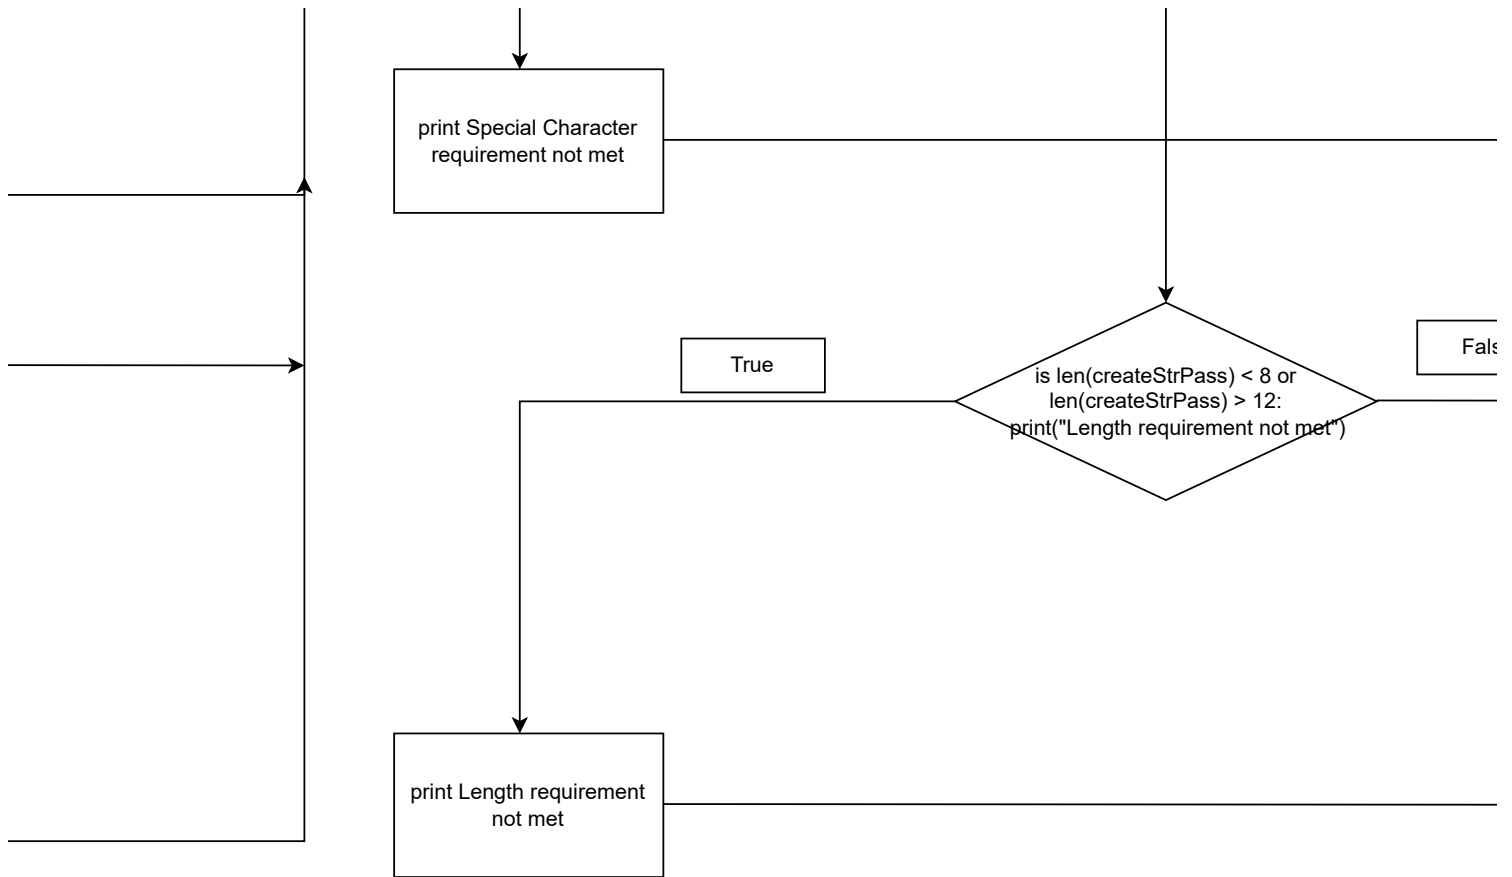 print Special Character
requirement not met
True
is len(createStrPass) < 8 or
len(createStrPass) > 12:
print("Length requirement not met")
print Length requirement
not met